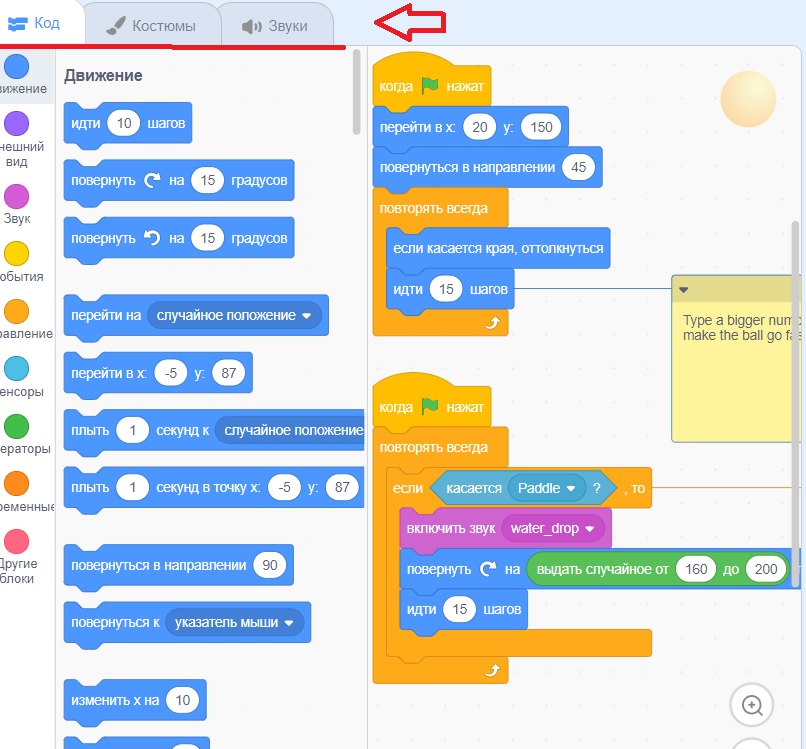 Код Костюмы Звуки
вижение
нешний
вид
Звук
обытия
равление
енсоры
ераторы
ременные
Другие
блоки
Движение
идти 10 шагов
повернуть на 15 градусов
повернуть на 15 градусов
перейти на случайное положение
перейти в x: -5 y: 87
плыть 1 секунд к случайное положение
плыть 1 секунд в точку x: -5 y: 87
повернуться в направлении 90
повернуться к указатель мыши
изменить x на 10
когда нажат
перейти в x: 20 y: 150
повернуться в направлении 45
повторять всегда
если касается края, оттолкнуться
идти 15 шагов
Type a bigger num
make the ball go fa
когда нажат
повторять всегда
если касается Paddle ? , то
включить звук water_drop
повернуть на выдать случайное от 160 до 200
идти 15 шагов